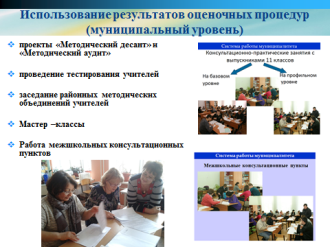 Использование результатов оценочных процедур
(муниципальный уровень)
проекты «Методический десант» и
«Методический аудит»
проведение тестирования учителей
заседание районных методических
объединений учителей
Мастер –классы
Работа межшкольных консультационных
пунктов
Система работы муниципалитета
Консультационно-практические занятия с
выпускниками 11 классов
На базовом
уровне
На профильном
уровне
Система работы муниципалитета
Межшкольные консультационные пункты